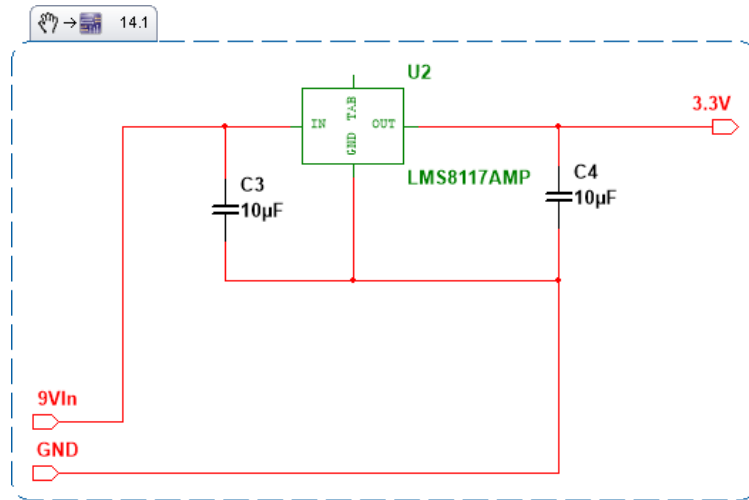 14.1
U2
3.3V
IN
TAB
GND
OUT
LMS8117AMP
C3
10µF
C4
10µF
9VIn
GND